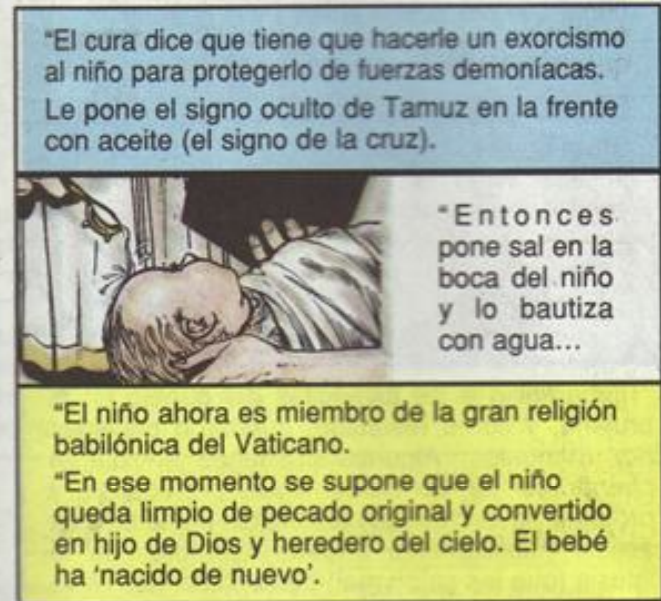 “El cura dice que tiene que hacerle un exorcismo
al niño para protegerlo de fuerzas demoníacas.
Le pone el signo oculto de Tamuz en la frente
con aceite (el signo de la cruz).
“Entonces
pone sal en la
boca del niño
y lo bautiza
con agua...
“El niño ahora es miembro de la gran religión
babilónica del Vaticano.
“En ese momento se supone que el niño
queda limpio de pecado original y convertido
en hijo de Dios y heredero del cielo. El bebé
ha ‘nacido de nuevo’.